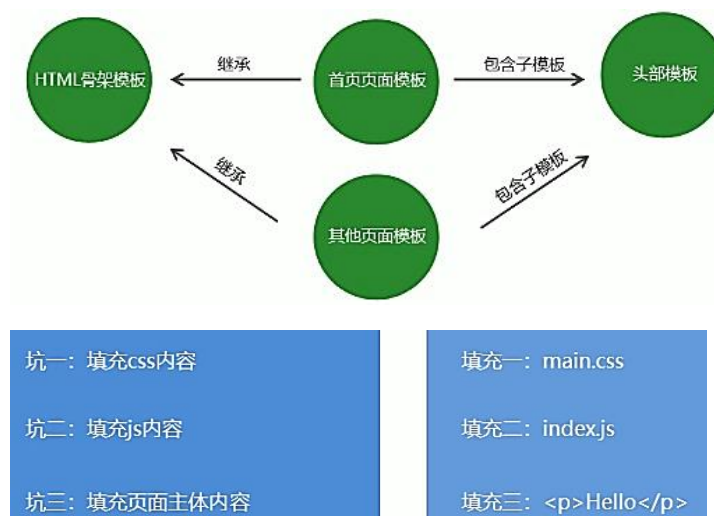 HTML骨架模板
继承
首页页面模板
包含子模板
头部模板
继承
包含子模板
其他页面模板
坑一：填充css内容
填充一：main.css
坑二：填充js内容
填充二：index.js
坑三：填充页面主体内容
填充三：<p>Hello</p>